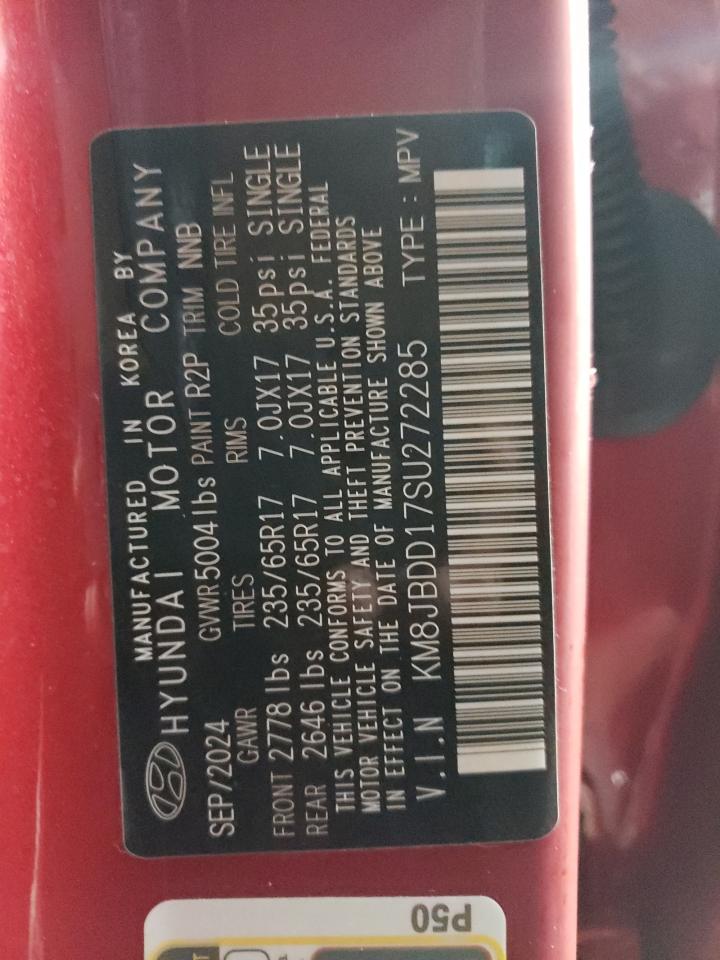 MANUFACTURED IN KOREA BY
HYUNDAI MOTOR COMPANY
SEP/2024 GVWR 5004 lbs PAINT R2P TRIM NNB
GAWR TIRES RIMS COLD TIRE INFL
FRONT 2778 lbs 235/65R17 7.0JX17 35psi SINGLE
REAR 2646 lbs 235/65R17 7.0JX17 35psi SINGLE
THIS VEHICLE CONFORMS TO ALL APPLICABLE U.S.A. FEDERAL
MOTOR VEHICLE SAFETY AND THEFT PREVENTION STANDARDS
IN EFFECT ON THE DATE OF MANUFACTURE SHOWN ABOVE
V.I.N KM8JBDD17SU272285 TYPE : MPV
P50